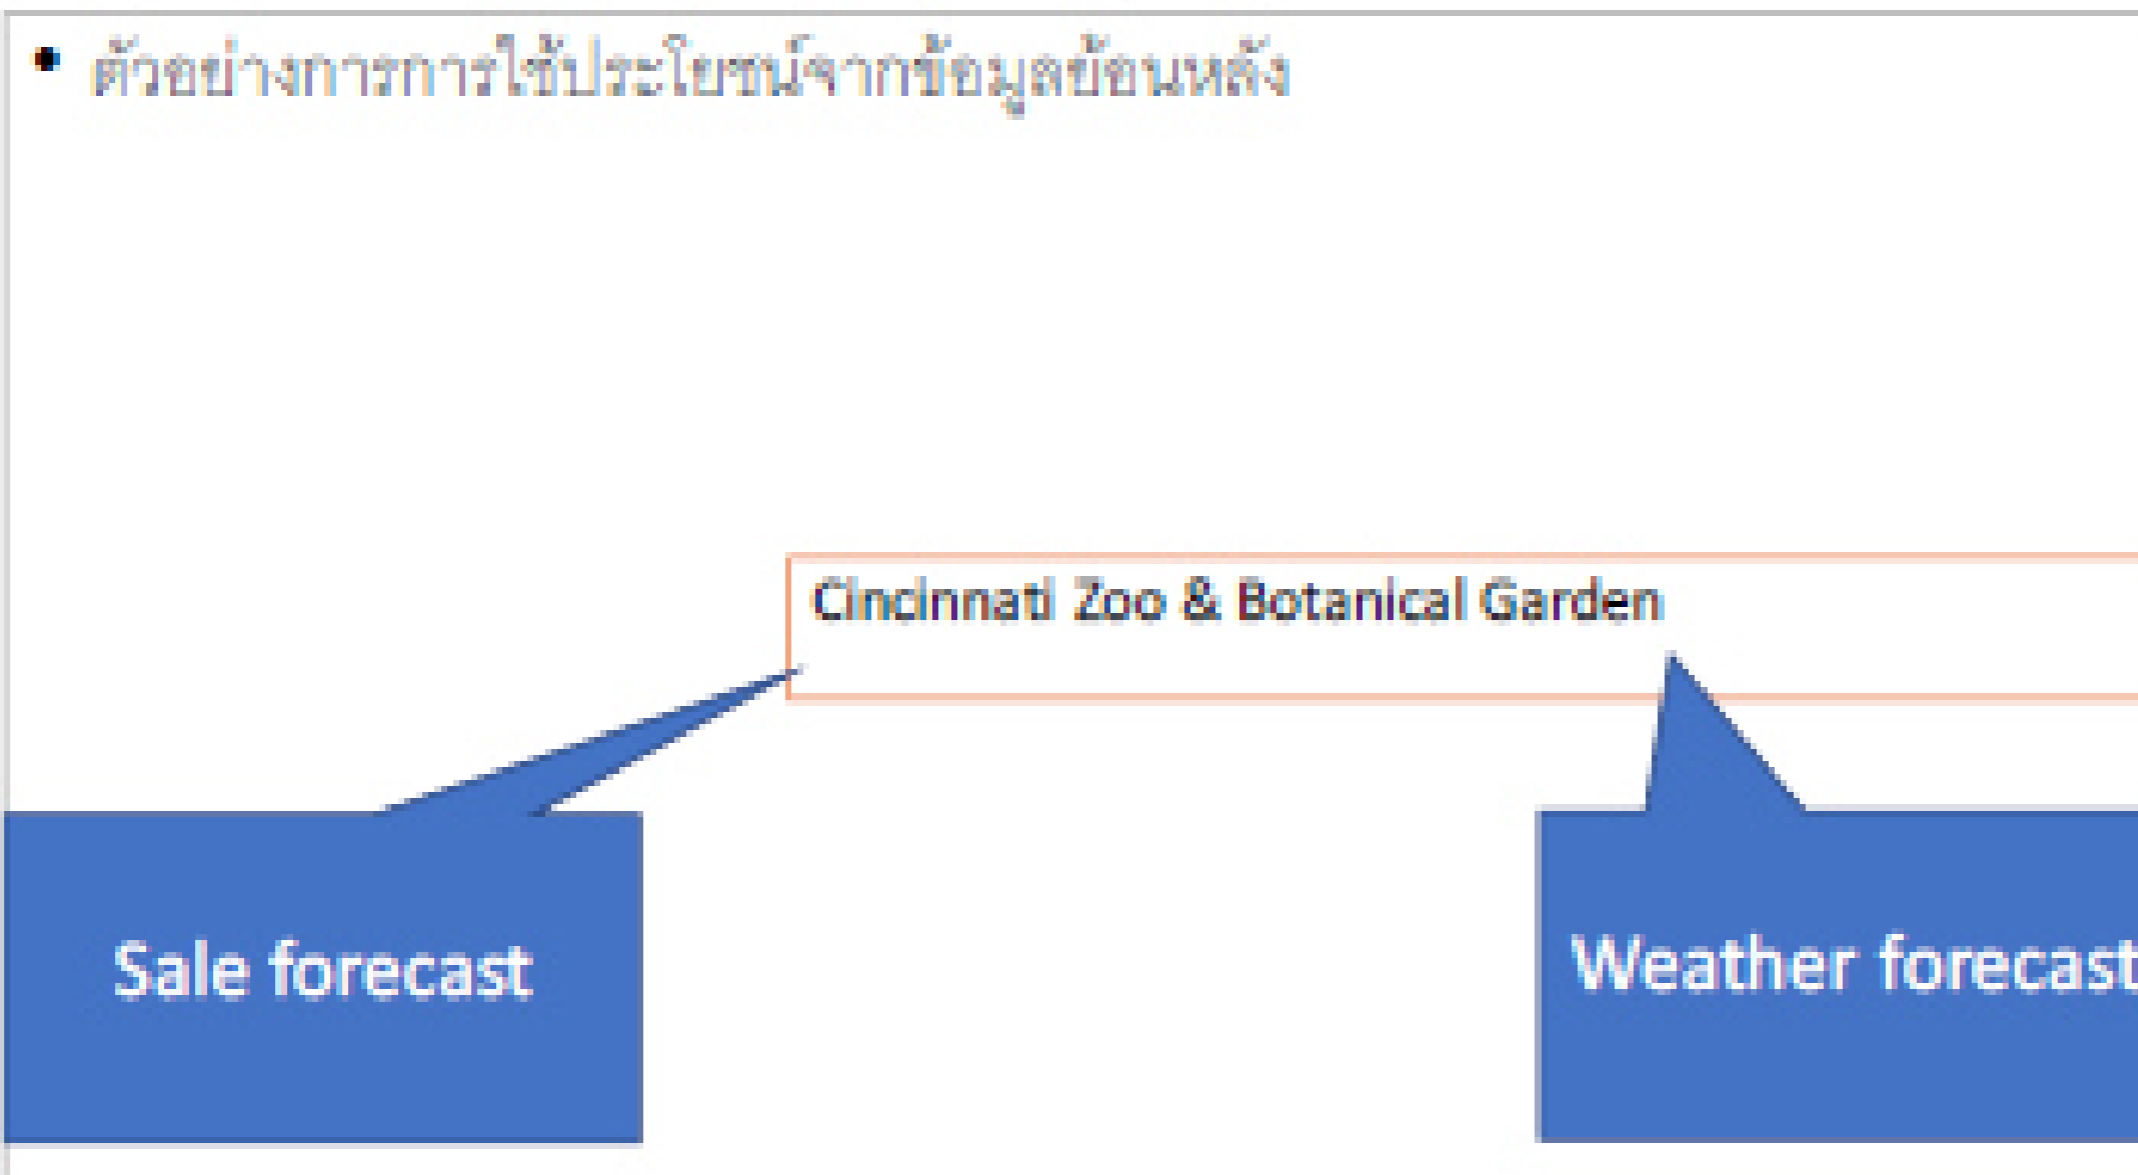 • ตัวอย่างการการใช้ประโยชน์จากข้อมูลย้อนหลัง
Cincinnati Zoo & Botanical Garden
Sale forecast
Weather forecast